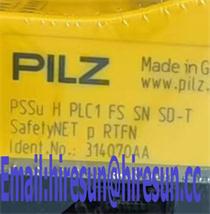 PILZ
Made in G
www.pilz.
PSSu H PLC1 FS SN SD-T
SafetyNET p RTFN
Ident.No.: 314070AA
Email:hiresun@hiresun.cc